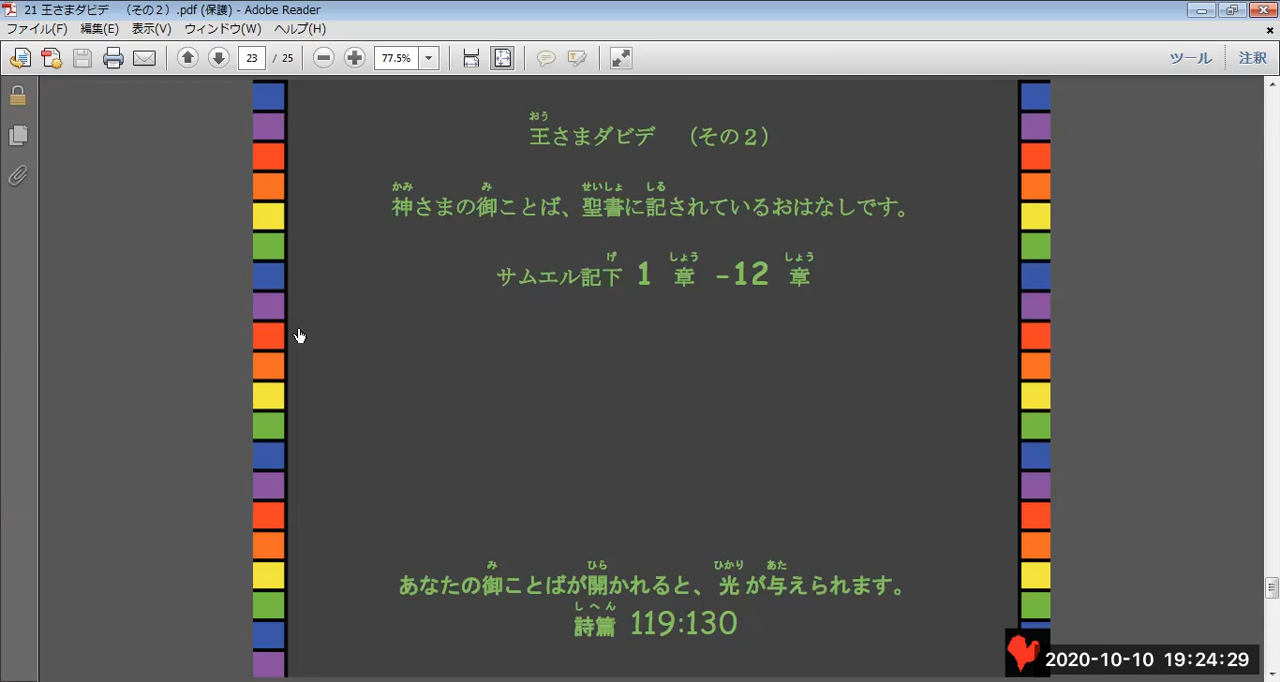 21 王さまダビデ　（その２）.pdf (保護) - Adobe Reader
ファイル(F) 編集(E) 表示(V) ウィンドウ(W) ヘルプ(H)
23 / 25 77.5% ツール 注釈
おう
王さまダビデ　（その２）
かみ み せいしょ しる
神さまの御ことば、聖書に記されているおはなしです。
げ しょう しょう
サムエル記下 1 章 -12 章
み ひら ひかり あた
あなたの御ことばが開かれると、光が与えられます。
しへん
詩篇 119:130
2020-10-10 19:24:29